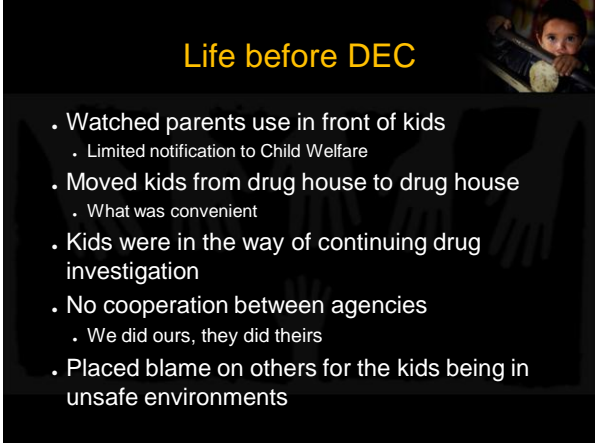 Life before DEC
• Watched parents use in front of kids
• Limited notification to Child Welfare
• Moved kids from drug house to drug house
• What was convenient
• Kids were in the way of continuing drug
investigation
• No cooperation between agencies
• We did ours, they did theirs
• Placed blame on others for the kids being in
unsafe environments